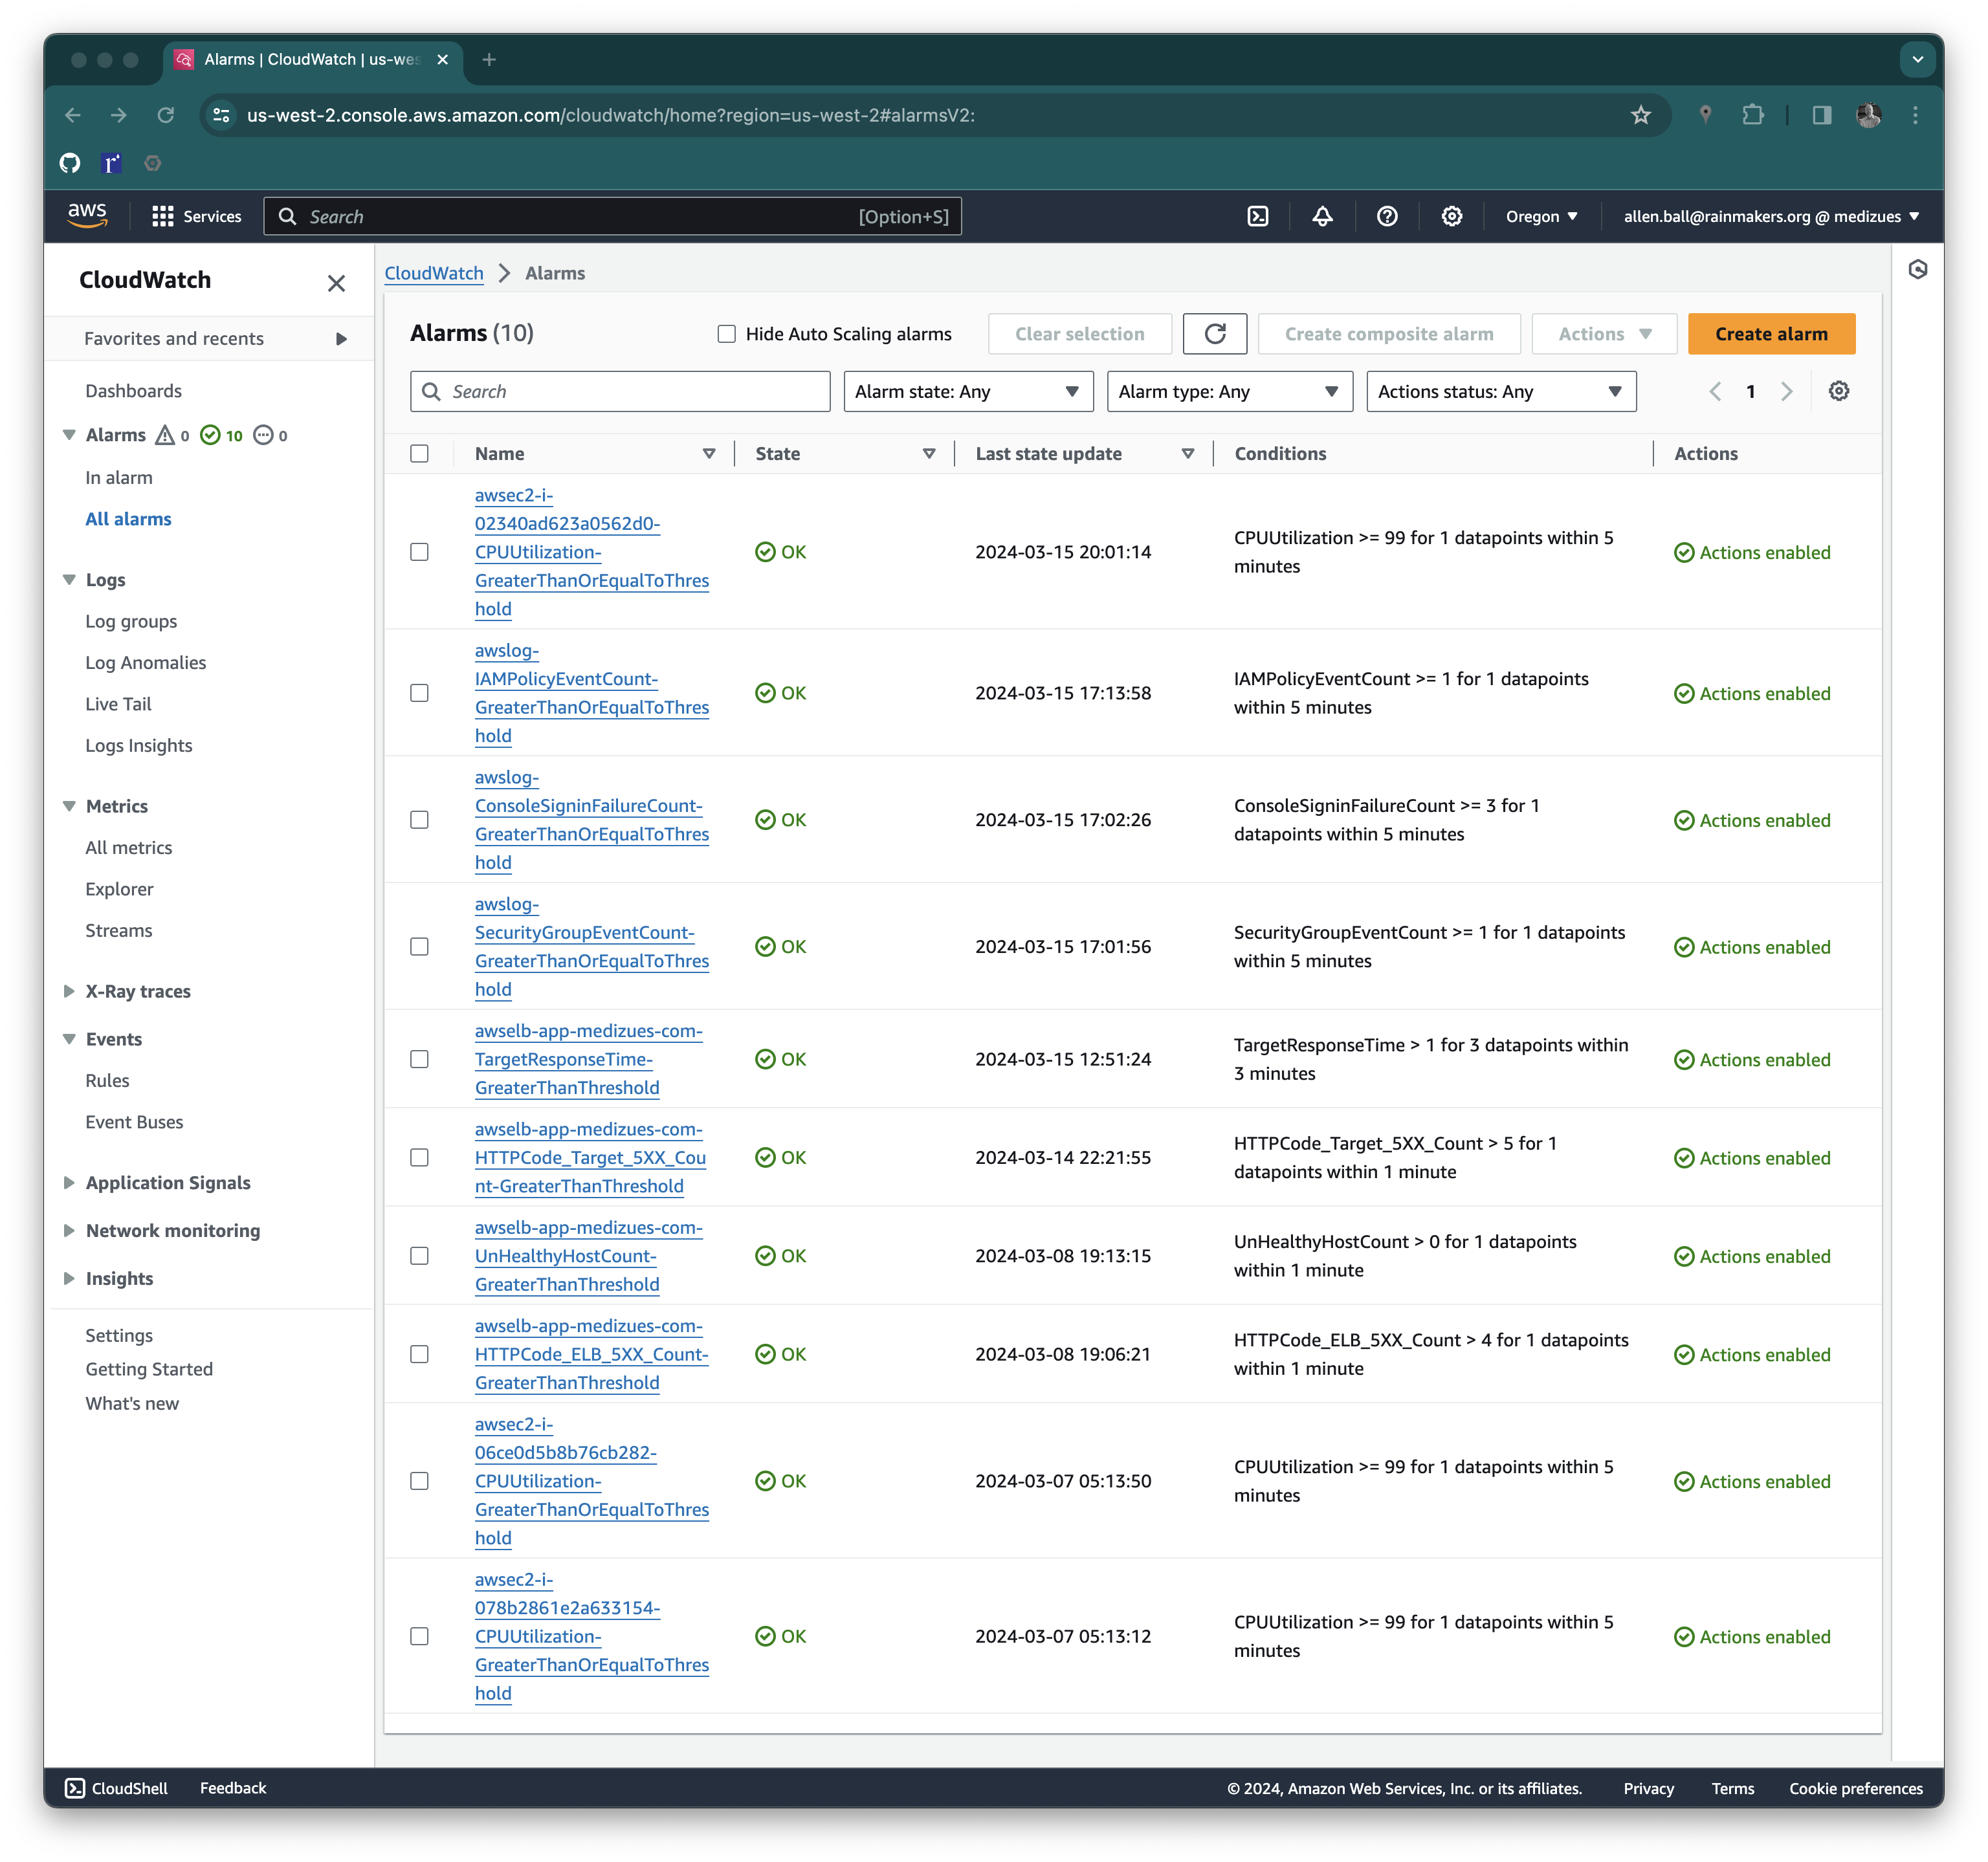 Alarms | CloudWatch | us-wes
us-west-2.console.aws.amazon.com/cloudwatch/home?region=us-west-2#alarmsV2:
r
aws
Services
Search
[Option+S]
Oregon
allen.ball@rainmakers.org @ medizues
CloudWatch
Favorites and recents
Dashboards
Alarms 0 10 0
In alarm
All alarms
Logs
Log groups
Log Anomalies
Live Tail
Logs Insights
Metrics
All metrics
Explorer
Streams
X-Ray traces
Events
Rules
Event Buses
Application Signals
Network monitoring
Insights
Settings
Getting Started
What's new
CloudWatch > Alarms
Alarms (10)
Hide Auto Scaling alarms
Clear selection
Create composite alarm
Actions
Create alarm
Search
Alarm state: Any
Alarm type: Any
Actions status: Any
1
Name
State
Last state update
Conditions
Actions
awsec2-i-
02340ad623a0562d0-
CPUUtilization-
GreaterThanOrEqualToThres
hold
OK
2024-03-15 20:01:14
CPUUtilization >= 99 for 1 datapoints within 5
minutes
Actions enabled
awslog-
IAMPolicyEventCount-
GreaterThanOrEqualToThres
hold
OK
2024-03-15 17:13:58
IAMPolicyEventCount >= 1 for 1 datapoints
within 5 minutes
Actions enabled
awslog-
ConsoleSigninFailureCount-
GreaterThanOrEqualToThres
hold
OK
2024-03-15 17:02:26
ConsoleSigninFailureCount >= 3 for 1
datapoints within 5 minutes
Actions enabled
awslog-
SecurityGroupEventCount-
GreaterThanOrEqualToThres
hold
OK
2024-03-15 17:01:56
SecurityGroupEventCount >= 1 for 1 datapoints
within 5 minutes
Actions enabled
awselb-app-medizues-com-
TargetResponseTime-
GreaterThanThreshold
OK
2024-03-15 12:51:24
TargetResponseTime > 1 for 3 datapoints within
3 minutes
Actions enabled
awselb-app-medizues-com-
HTTPCode_Target_5XX_Cou
nt-GreaterThanThreshold
OK
2024-03-14 22:21:55
HTTPCode_Target_5XX_Count > 5 for 1
datapoints within 1 minute
Actions enabled
awselb-app-medizues-com-
UnHealthyHostCount-
GreaterThanThreshold
OK
2024-03-08 19:13:15
UnHealthyHostCount > 0 for 1 datapoints
within 1 minute
Actions enabled
awselb-app-medizues-com-
HTTPCode_ELB_5XX_Count-
GreaterThanThreshold
OK
2024-03-08 19:06:21
HTTPCode_ELB_5XX_Count > 4 for 1 datapoints
within 1 minute
Actions enabled
awsec2-i-
06ce0d5b8b76cb282-
CPUUtilization-
GreaterThanOrEqualToThres
hold
OK
2024-03-07 05:13:50
CPUUtilization >= 99 for 1 datapoints within 5
minutes
Actions enabled
awsec2-i-
078b2861e2a633154-
CPUUtilization-
GreaterThanOrEqualToThres
hold
OK
2024-03-07 05:13:12
CPUUtilization >= 99 for 1 datapoints within 5
minutes
Actions enabled
CloudShell
Feedback
© 2024, Amazon Web Services, Inc. or its affiliates.
Privacy
Terms
Cookie preferences